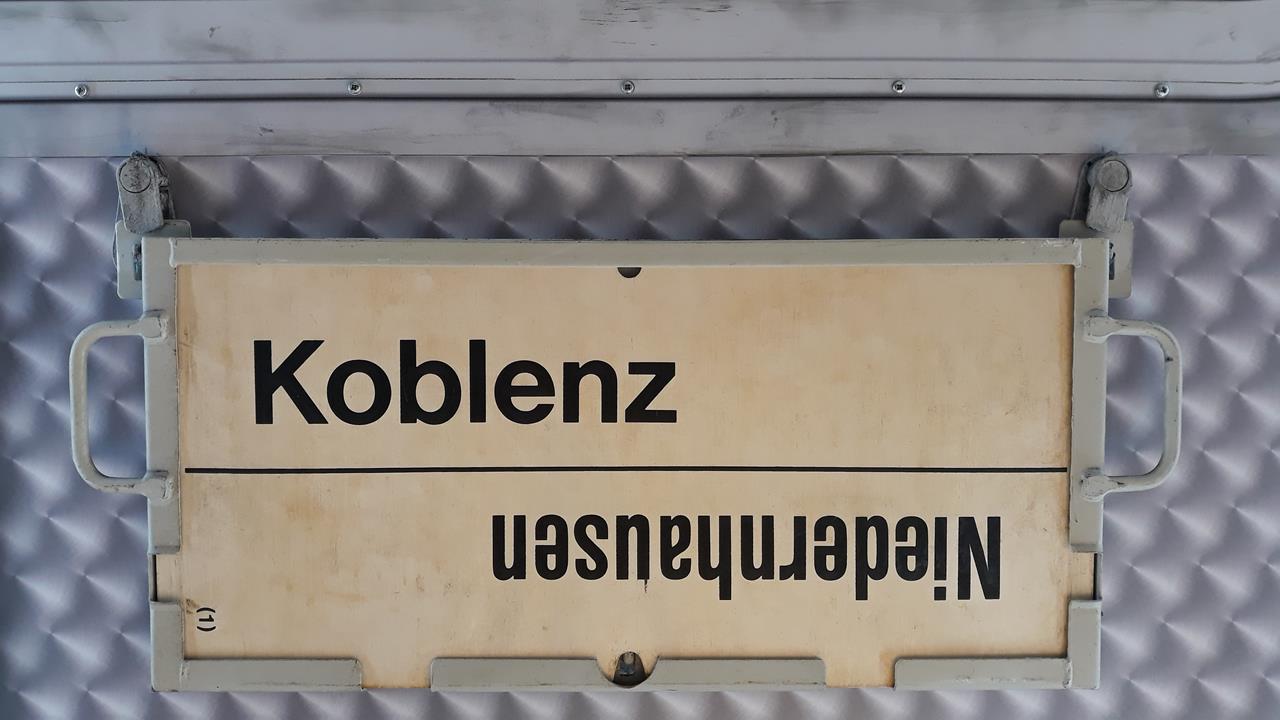 Koblenz
Niedernhausen
(1)